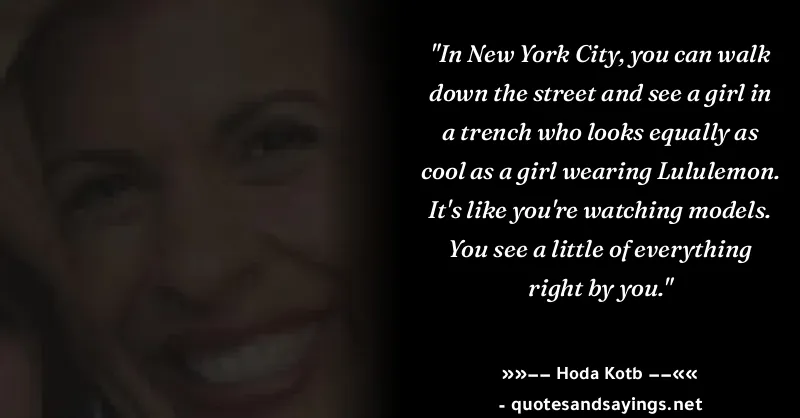 "In New York City, you can walk
down the street and see a girl in
a trench who looks equally as
cool as a girl wearing Lululemon.
It's like you're watching models.
You see a little of everything
right by you."
»»−− Hoda Kotb −−««
- quotesandsayings.net